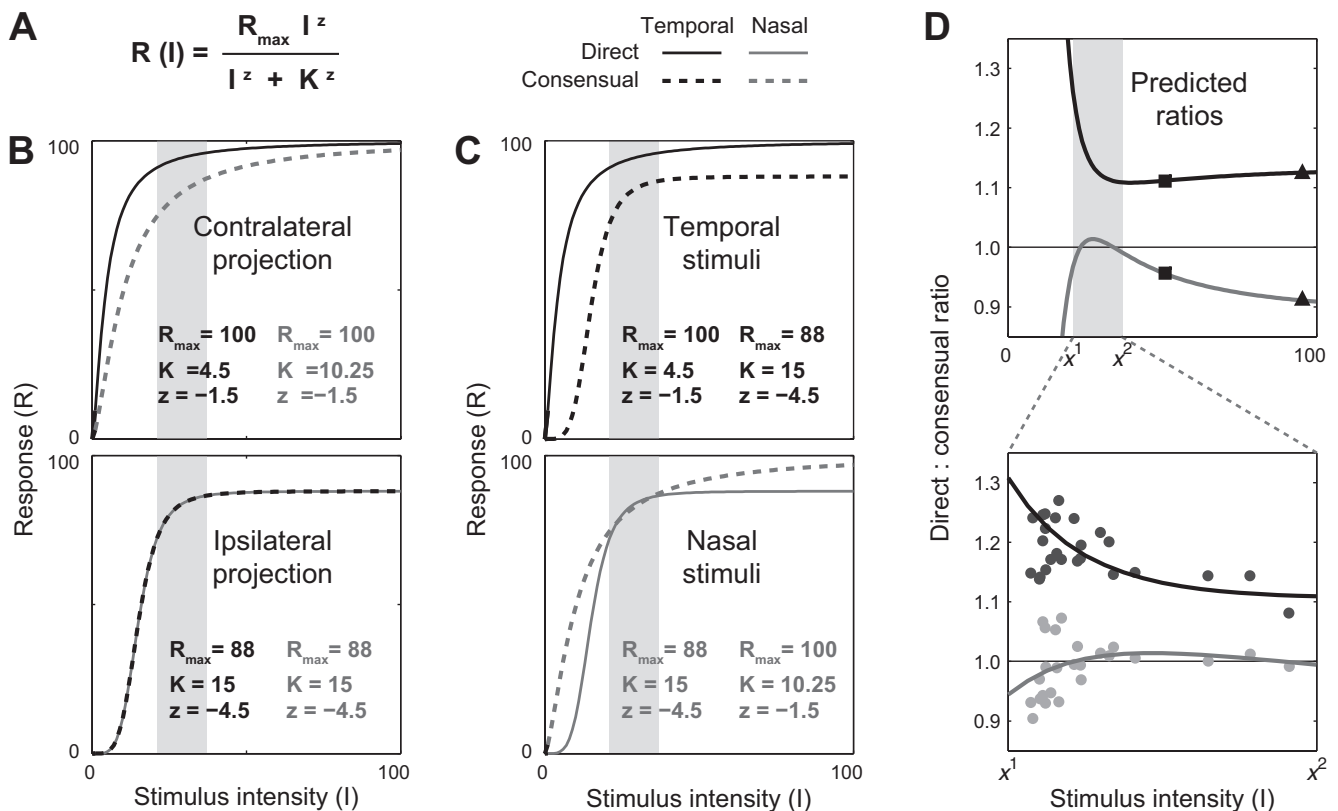 A
R (I) = R_max I^z / I^z + K^z
Temporal Nasal
Direct
Consensual
B
100
Contralateral
projection
R_max = 100 R_max = 100
K =4.5 K =10.25
z = −1.5 z =−1.5
0
100
Ipsilateral
projection
R_max = 88 R_max = 88
K = 15 K = 15
z = −4.5 z = −4.5
0
0 100
Response (R)
Stimulus intensity (I)
C
100
Temporal
stimuli
R_max = 100 R_max = 88
K = 4.5 K = 15
z = −1.5 z = −4.5
0
100
Nasal
stimuli
R_max = 88 R_max = 100
K = 15 K = 10.25
z = −4.5 z = −1.5
0
0 100
Response (R)
Stimulus intensity (I)
D
Predicted
ratios
1.3
1.2
1.1
1.0
0.9
0 x^1 x^2 100
Direct : consensual ratio
1.3
1.2
1.1
1.0
0.9
x^1 x^2
Stimulus intensity (I)